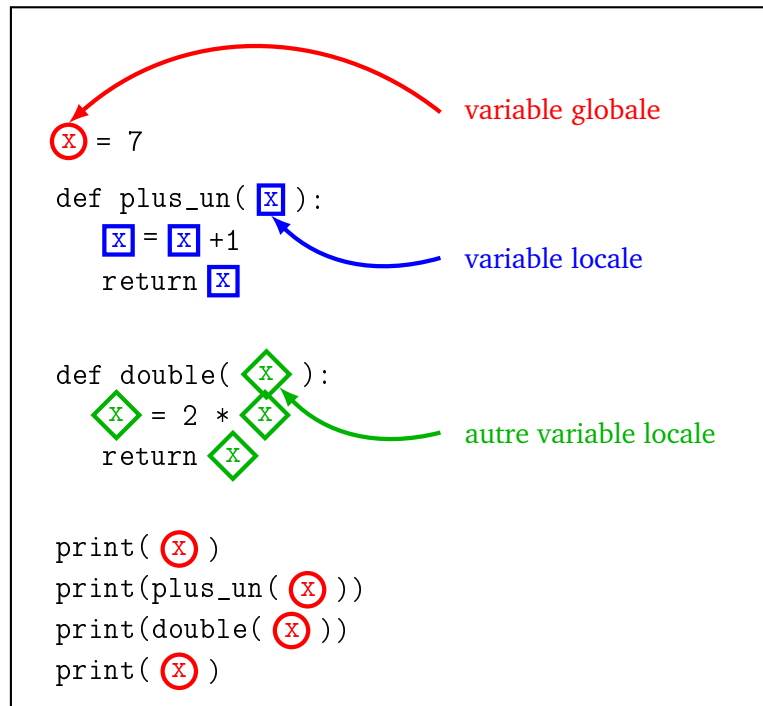 variable globale
x = 7
def plus_un( x ):
x = x +1
variable locale
return x
def double( x ):
x = 2 * x
autre variable locale
return x
print( x )
print(plus_un( x ))
print(double( x ))
print( x )